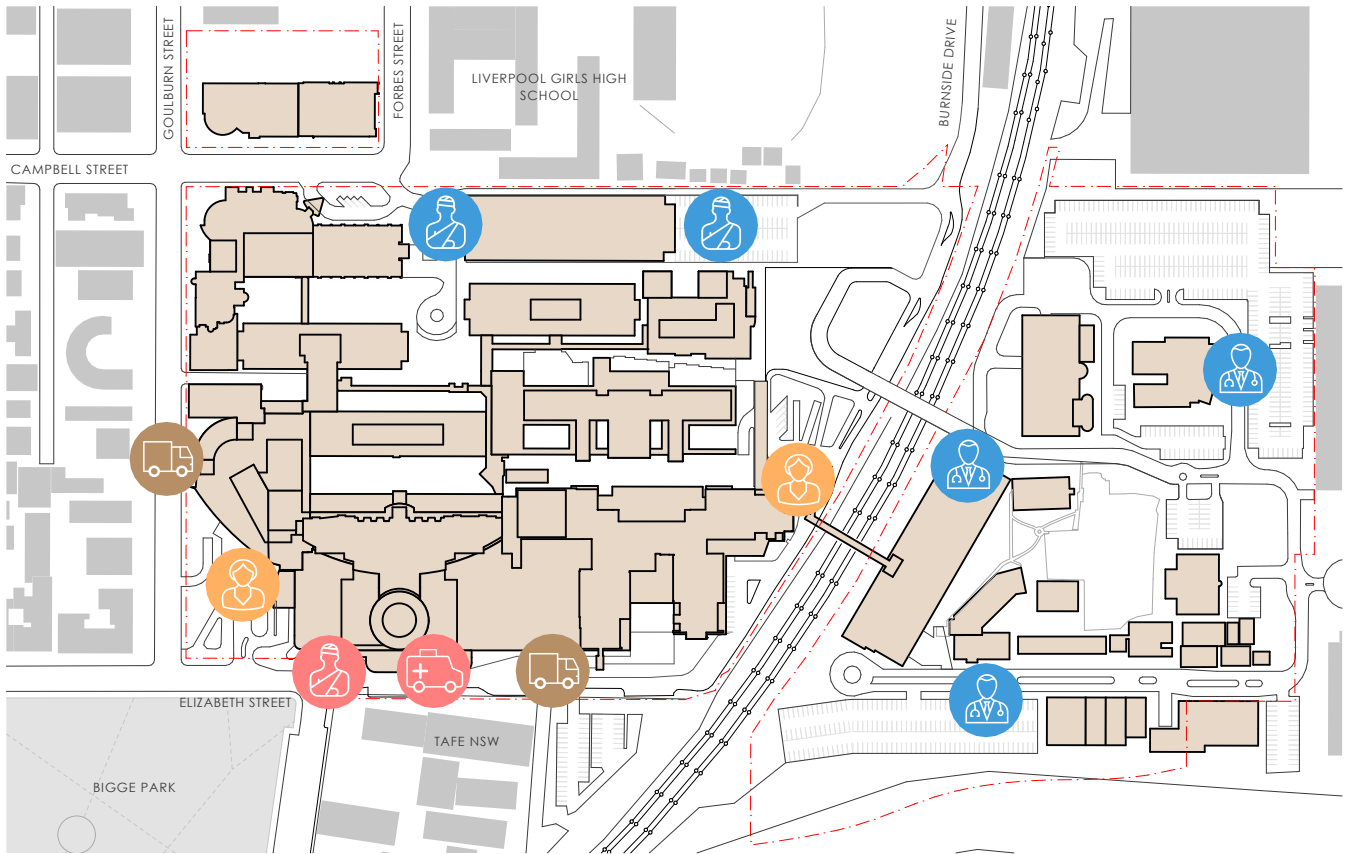 GOULBURN STREET
FORBES STREET
LIVERPOOL GIRLS HIGH
SCHOOL
BURNSIDE DRIVE
CAMPBELL STREET
ELIZABETH STREET
TAFE NSW
BIGGE PARK